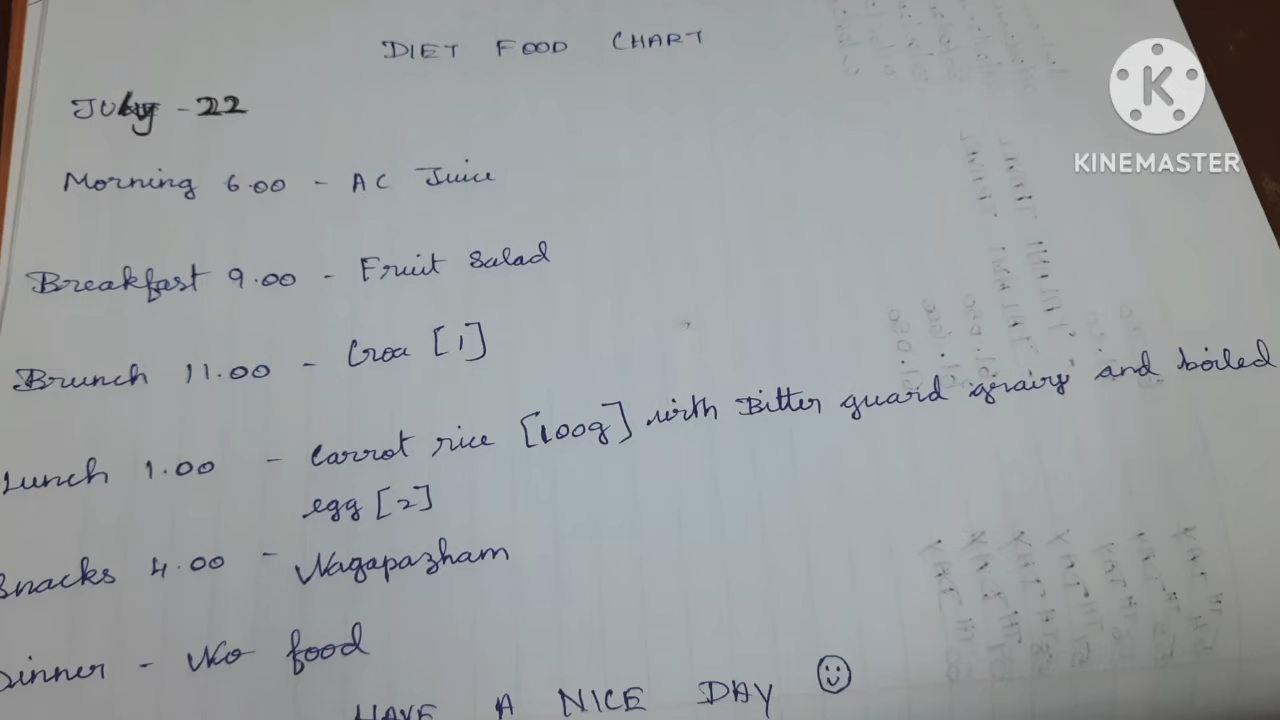 DIET FOOD CHART
JUly - 22
KINEMASTER
Morning 6.00 - AC Juice
Breakfast 9.00 - Fruit Salad
Brunch 11.00 - Croa [1]
Lunch 1.00 - Carrot rice [100g] with Bitter guard grairy and boiled
egg [2]
Snacks 4.00 - Nagapazham
Dinner - No food
HAVE A NICE DAY